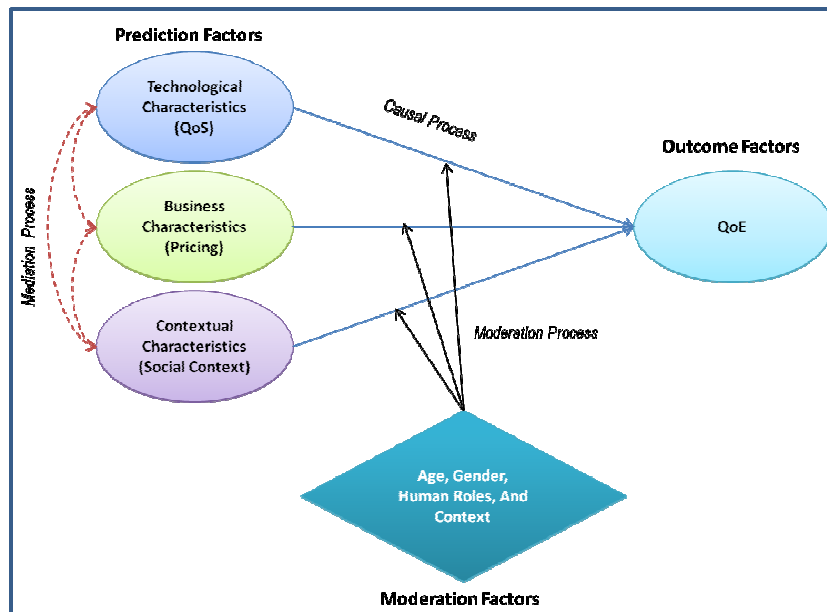 Prediction Factors
Technological
Characteristics
(QoS)
Causal Process
Outcome Factors
Mediation Process
Business
Characteristics
(Pricing)
QoE
Contextual
Characteristics
(Social Context)
Moderation Process
Age, Gender,
Human Roles, And
Context
Moderation Factors